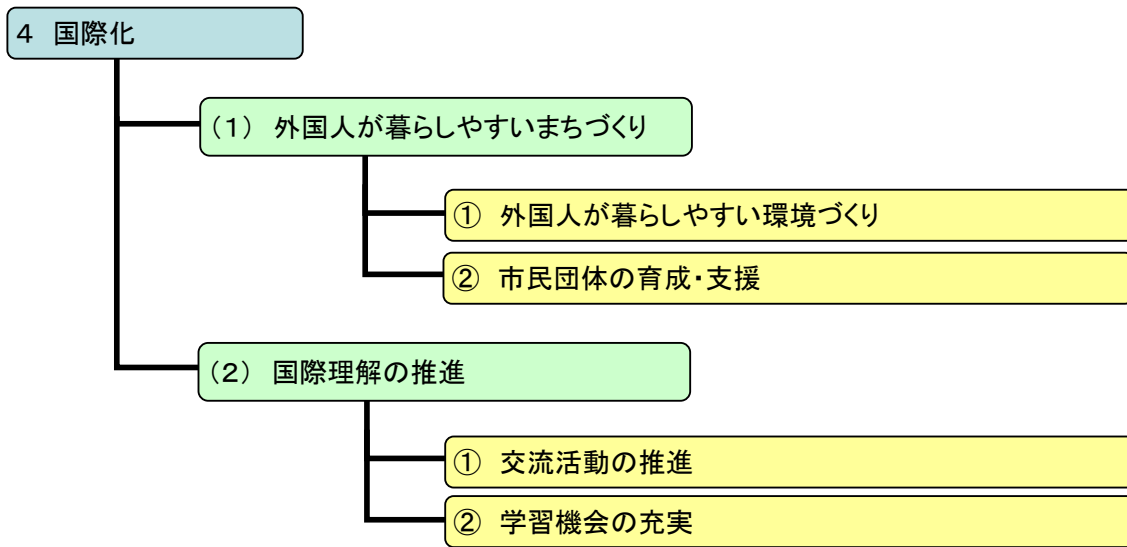 4　国際化
（1）　外国人が暮らしやすいまちづくり
①　外国人が暮らしやすい環境づくり
②　市民団体の育成・支援
（2）　国際理解の推進
①　交流活動の推進
②　学習機会の充実